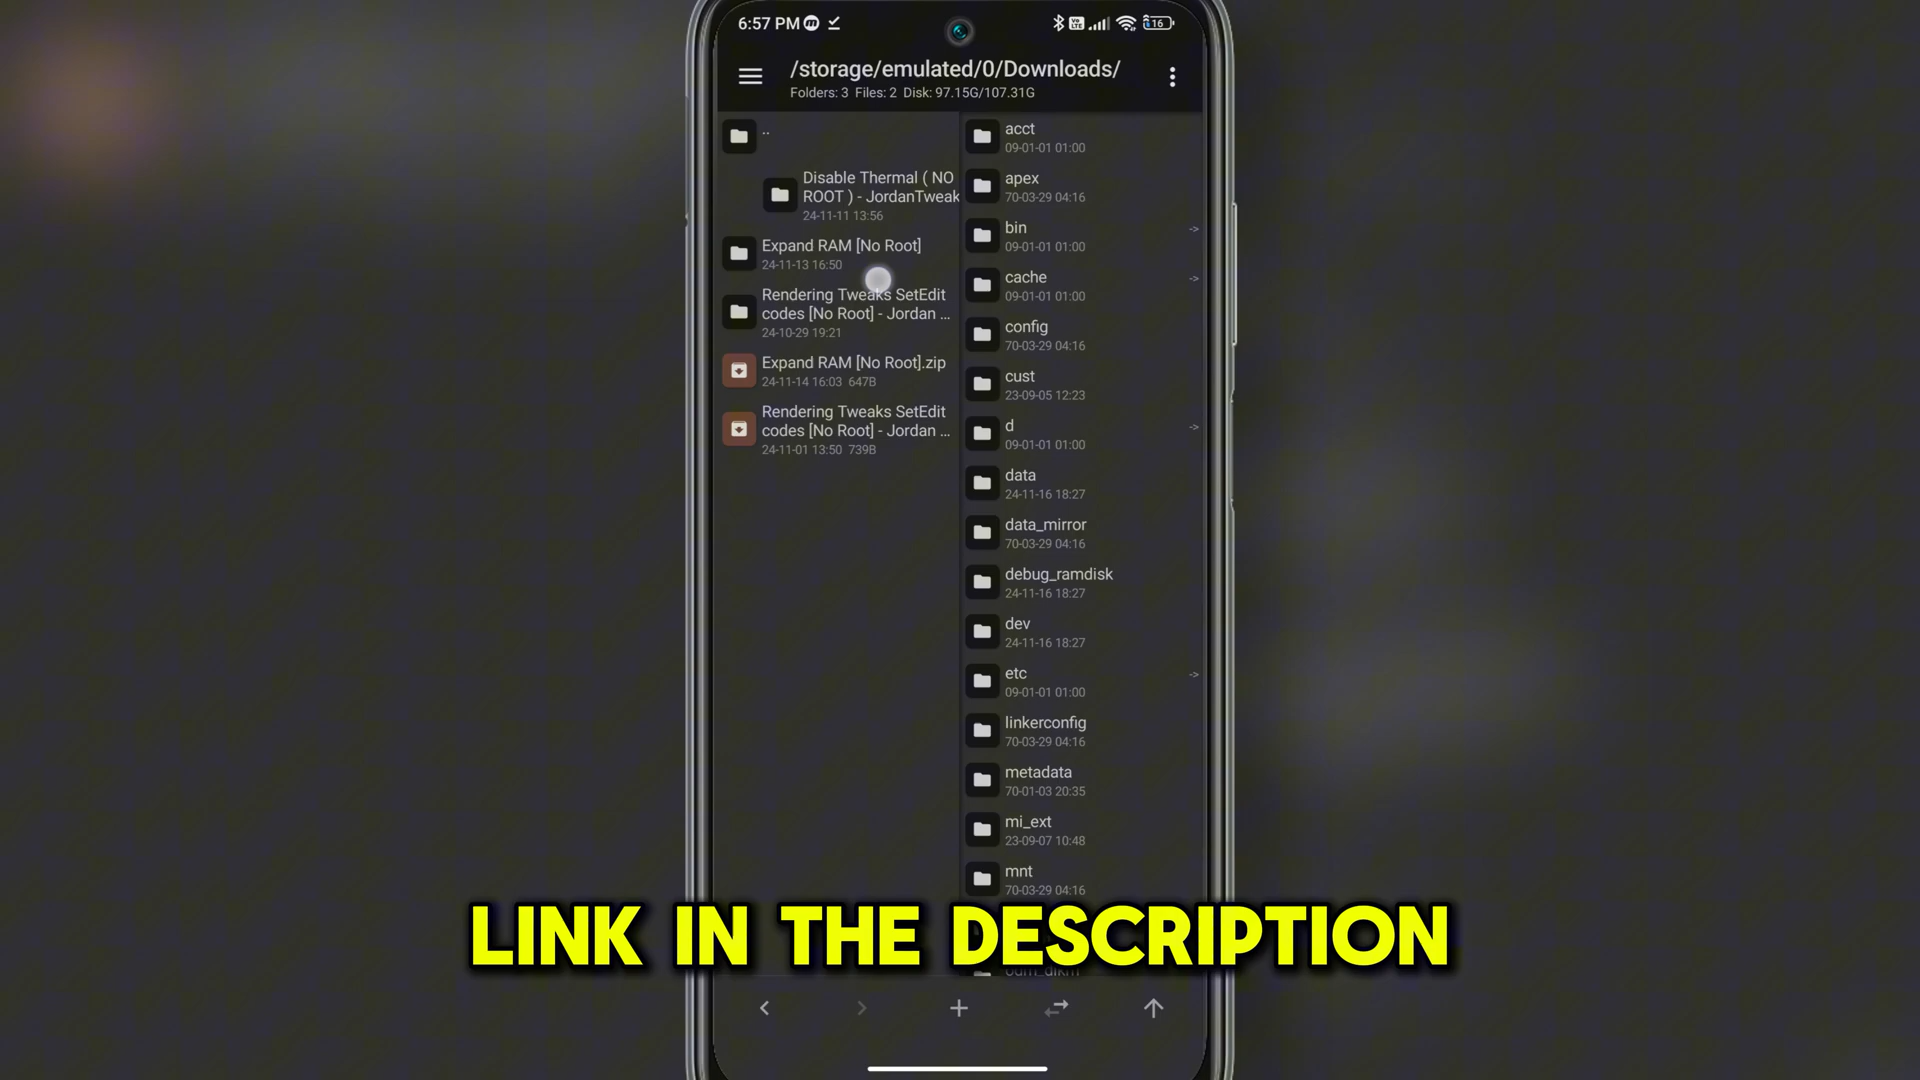 6:57 PM
16
/storage/emulated/0/Downloads/
Folders: 3 Files: 2 Disk: 97.15G/107.31G
..
Disable Thermal ( NO
ROOT ) - JordanTweak
24-11-11 13:56
Expand RAM [No Root]
24-11-13 16:50
Rendering Tweaks SetEdit
codes [No Root] - Jordan ...
24-10-29 19:21
Expand RAM [No Root].zip
24-11-14 16:03 647B
Rendering Tweaks SetEdit
codes [No Root] - Jordan ...
24-11-01 13:50 739B
acct
09-01-01 01:00
apex
70-03-29 04:16
bin
09-01-01 01:00
->
cache
09-01-01 01:00
->
config
70-03-29 04:16
cust
23-09-05 12:23
d
09-01-01 01:00
->
data
24-11-16 18:27
data_mirror
70-03-29 04:16
debug_ramdisk
24-11-16 18:27
dev
24-11-16 18:27
etc
09-01-01 01:00
->
linkerconfig
70-03-29 04:16
metadata
70-01-03 20:35
mi_ext
23-09-07 10:48
mnt
70-03-29 04:16
LINK IN THE DESCRIPTION